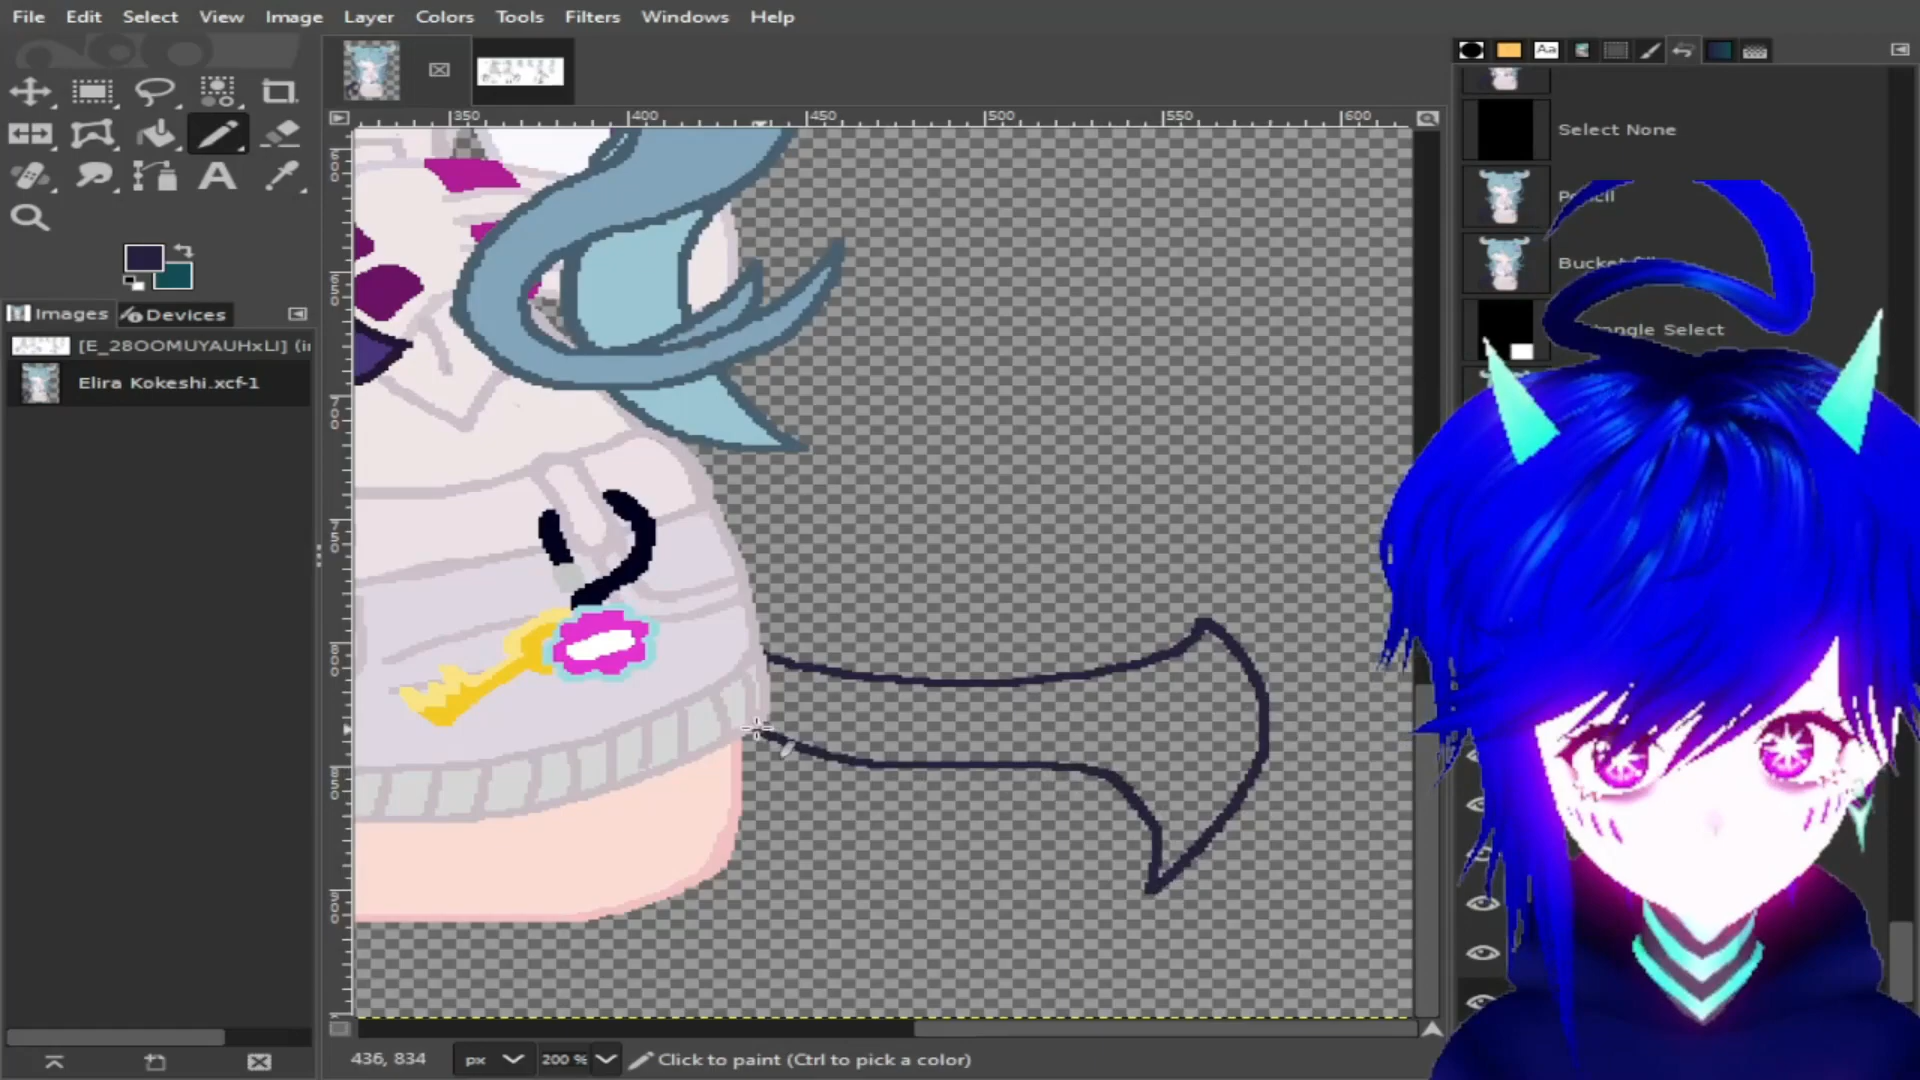 File Edit Select View Image Layer Colors Tools Filters Windows Help
350 400 450 500 550 600
Aa
Select None
Bucket
Select
Images Devices
[E_28OOMUYAUHxLI] (i
Elira Kokeshi.xcf-1
436, 834 px 200 % Click to paint (Ctrl to pick a color)